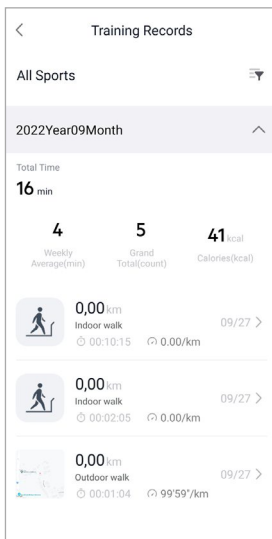 Training Records
All Sports
2022Year09Month
Total Time
16 min
4 5 41 kcal
Weekly Grand Calories(kcal)
Average(min) Total(count)
0,00 km
Indoor walk 09/27
00:10:15 0.00/km
0,00 km
Indoor walk 09/27
00:02:05 0.00/km
0,00 km
Outdoor walk 09/27
00:01:04 99'59"/km